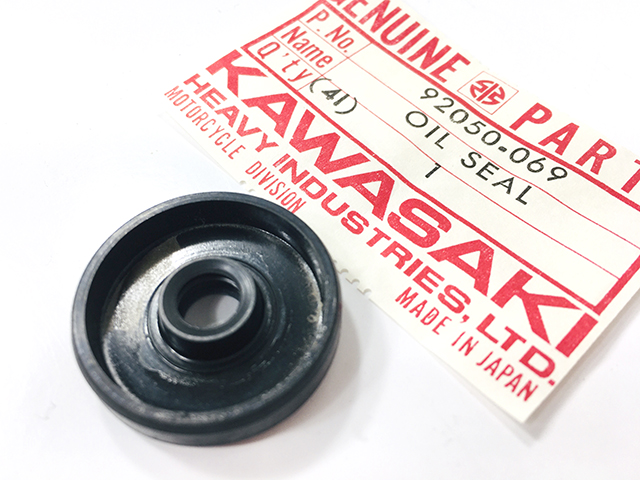 GENUINE PART
P. No. 92050-069
Name OIL SEAL
Q'ty (41) 1
KAWASAKI
HEAVY INDUSTRIES, LTD.
MOTORCYCLE DIVISION MADE IN JAPAN